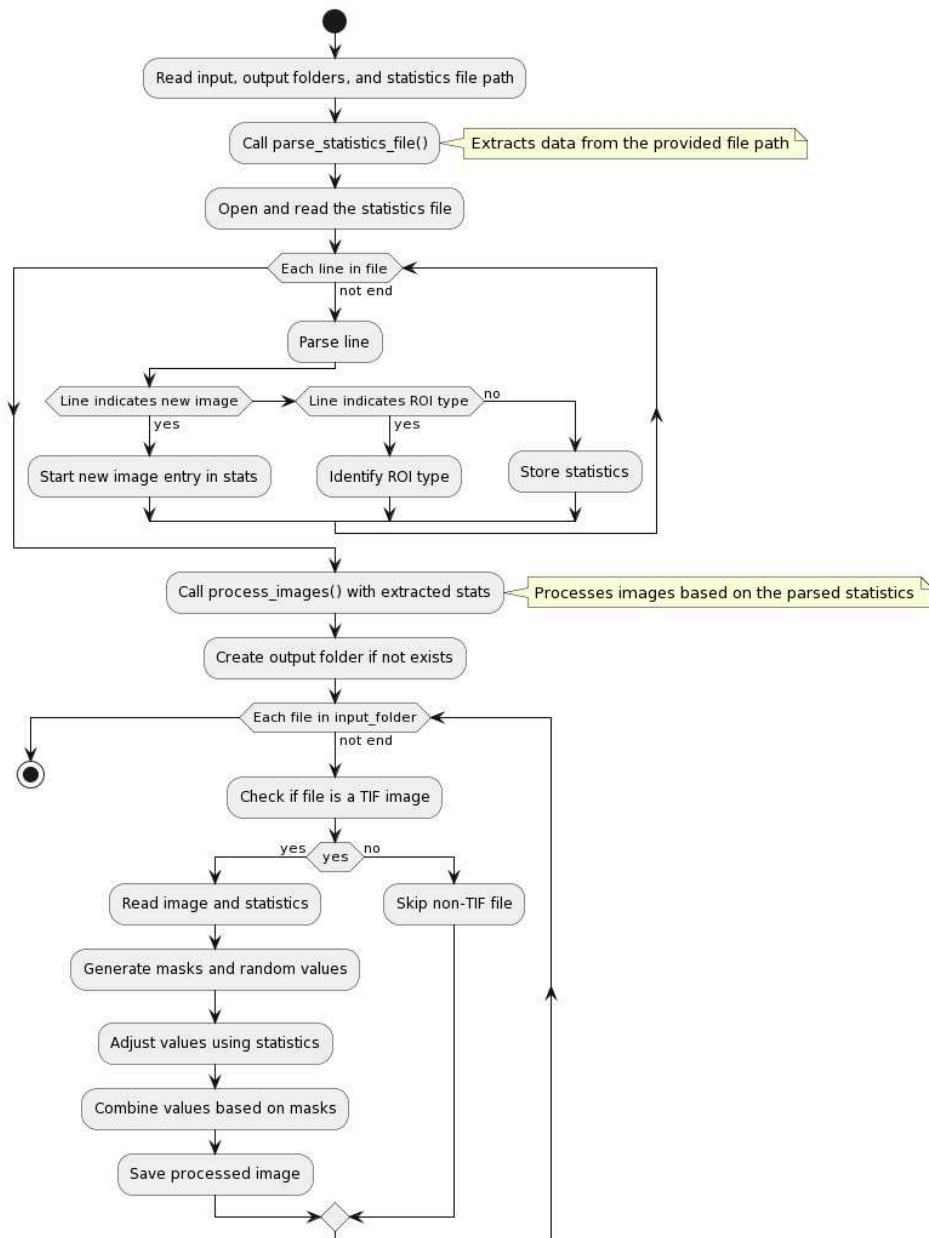 Read input, output folders, and statistics file path
Call parse_statistics_file()
Extracts data from the provided file path
Open and read the statistics file
Each line in file
not end
Parse line
Line indicates new image
Line indicates ROI type
no
yes
yes
Start new image entry in stats
Identify ROI type
Store statistics
Call process_images() with extracted stats
Processes images based on the parsed statistics
Create output folder if not exists
Each file in input_folder
not end
Check if file is a TIF image
yes
yes
no
Read image and statistics
Skip non-TIF file
Generate masks and random values
Adjust values using statistics
Combine values based on masks
Save processed image